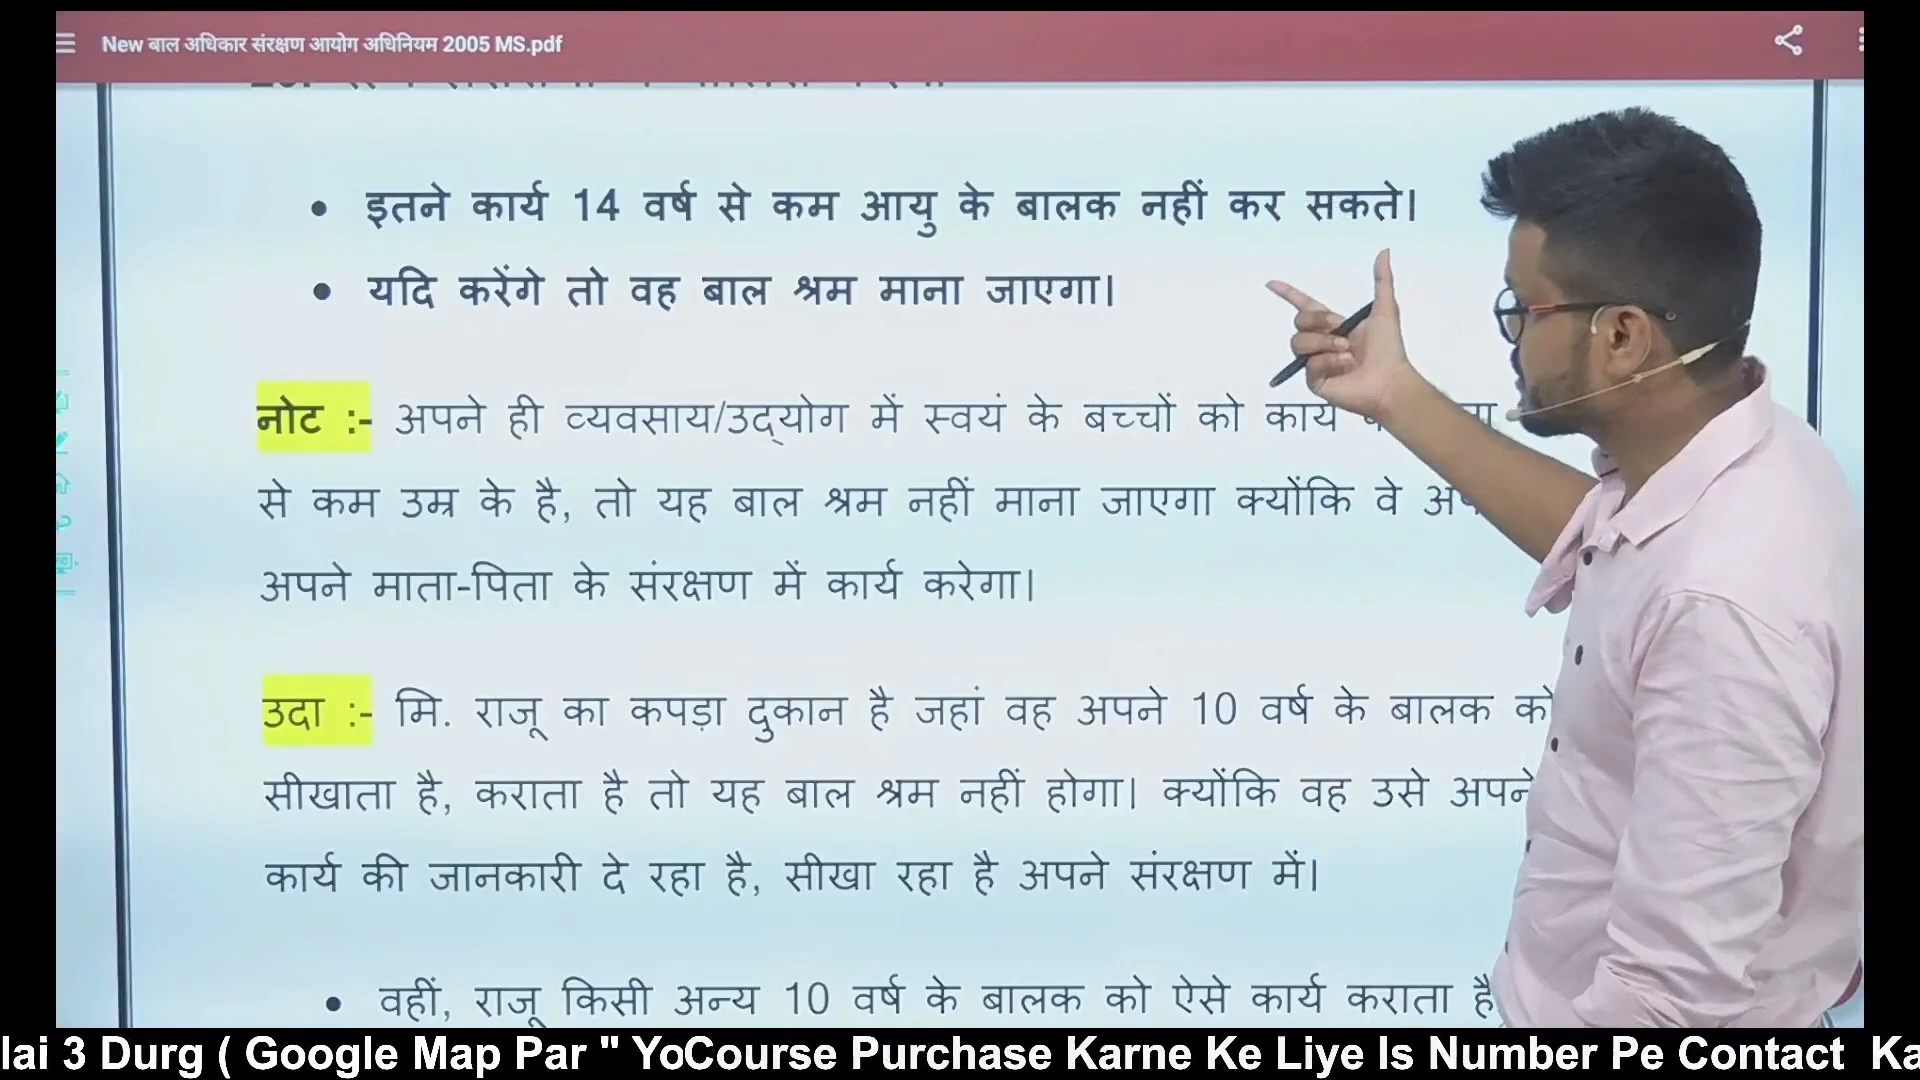 New बाल अधिकार संरक्षण आयोग अधिनियम 2005 MS.pdf
• इतने कार्य 14 वर्ष से कम आयु के बालक नहीं कर सकते।
• यदि करेंगे तो वह बाल श्रम माना जाएगा।
नोट :- अपने ही व्यवसाय/उद्योग में स्वयं के बच्चों को कार्य
से कम उम्र के है, तो यह बाल श्रम नहीं माना जाएगा क्योंकि वे
अपने माता-पिता के संरक्षण में कार्य करेगा।
उदा :- मि. राजू का कपड़ा दुकान है जहां वह अपने 10 वर्ष के बालक को
सीखाता है, कराता है तो यह बाल श्रम नहीं होगा। क्योंकि वह उसे अपने
कार्य की जानकारी दे रहा है, सीखा रहा है अपने संरक्षण में।
• वहीं, राजू किसी अन्य 10 वर्ष के बालक को ऐसे कार्य कराता है
lai 3 Durg ( Google Map Par " YoCourse Purchase Karne Ke Liye Is Number Pe Contact Ka